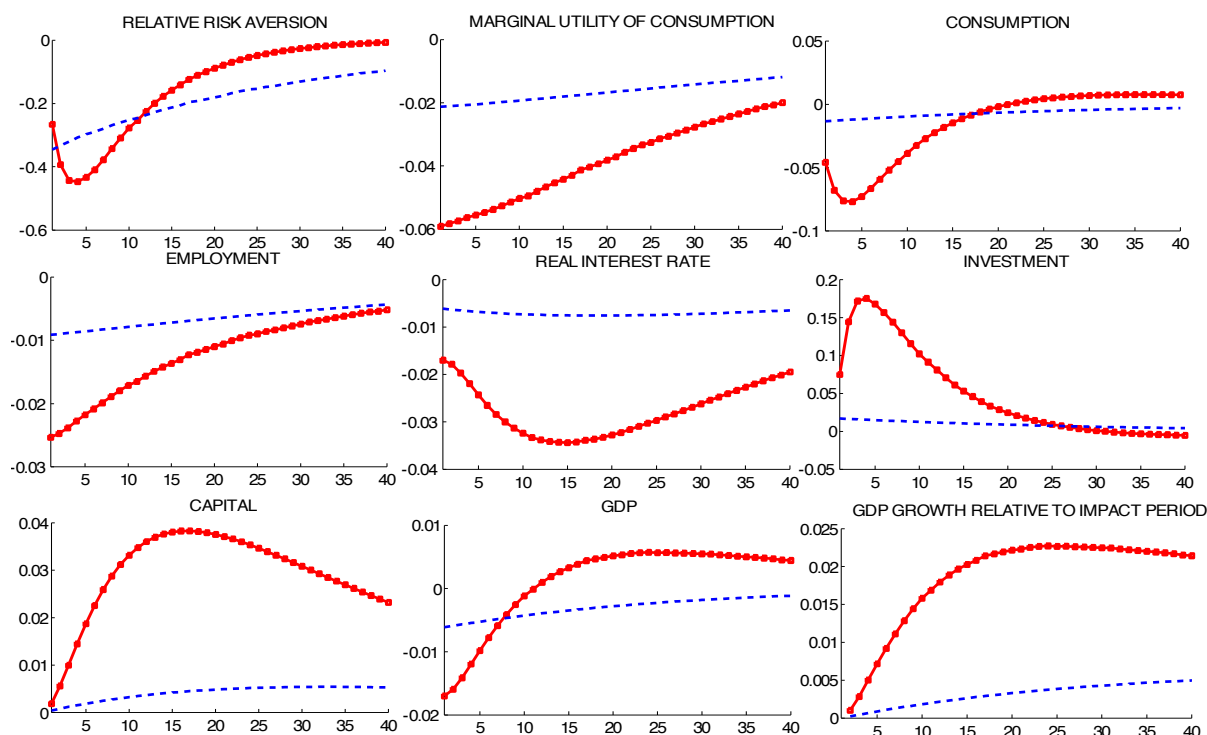 RELATIVE RISK AVERSION
0
-0.2
-0.4
-0.6
5 10 15 20 25 30 35 40
MARGINAL UTILITY OF CONSUMPTION
0
-0.02
-0.04
-0.06
5 10 15 20 25 30 35 40
CONSUMPTION
0.05
0
-0.05
-0.1
5 10 15 20 25 30 35 40
EMPLOYMENT
0
-0.01
-0.02
-0.03
5 10 15 20 25 30 35 40
REAL INTEREST RATE
0
-0.01
-0.02
-0.03
-0.04
5 10 15 20 25 30 35 40
INVESTMENT
0.2
0.15
0.1
0.05
0
-0.05
5 10 15 20 25 30 35 40
CAPITAL
0.04
0.03
0.02
0.01
0
5 10 15 20 25 30 35 40
GDP
0.01
0
-0.01
-0.02
5 10 15 20 25 30 35 40
GDP GROWTH RELATIVE TO IMPACT PERIOD
0.025
0.02
0.015
0.01
0.005
0
5 10 15 20 25 30 35 40